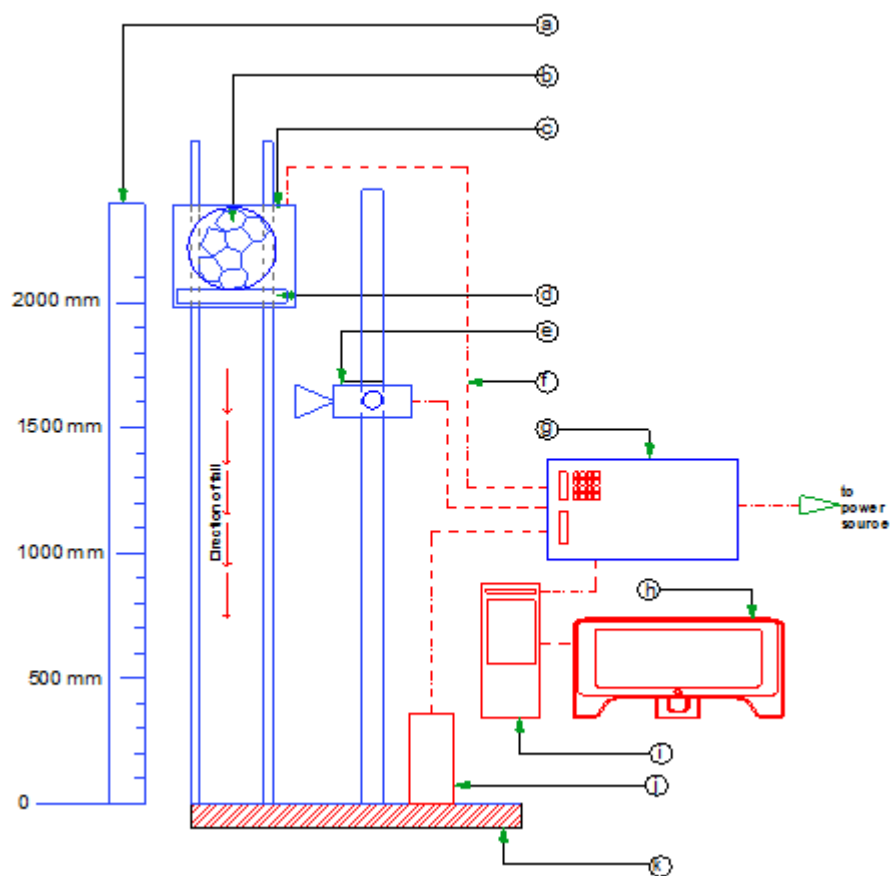 a
b
c
2000 mm
d
e
f
1500 mm
g
to
power
source
Direction of fall
1000 mm
h
500 mm
i
j
0
k